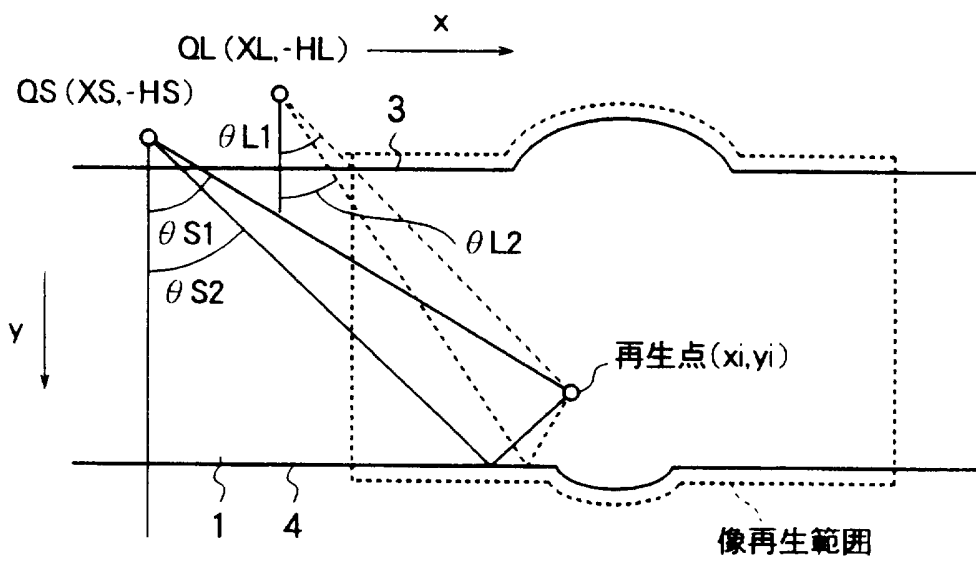 x
QL(XL,-HL)
QS(XS,-HS)
3
θL1
θS1
θL2
θS2
y
再生点(xi,yi)
1
4
像再生範囲